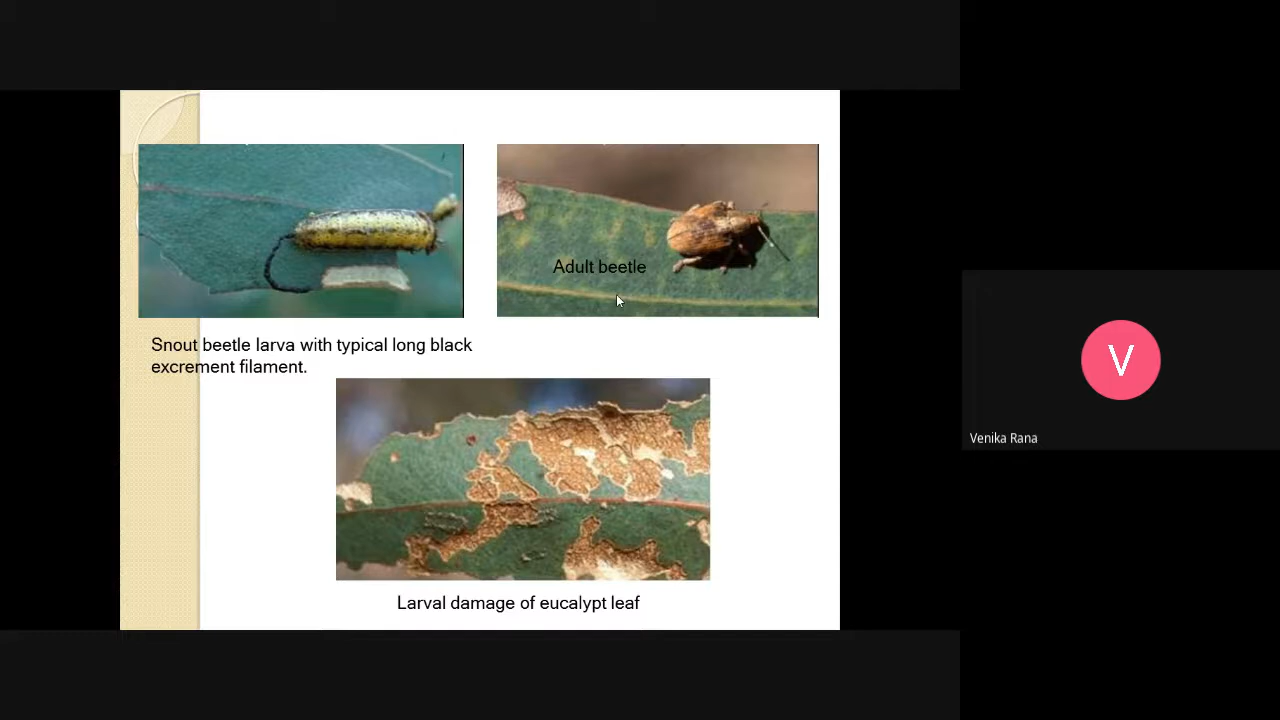 Adult beetle
Snout beetle larva with typical long black
excrement filament.
Larval damage of eucalypt leaf
V
Venika Rana